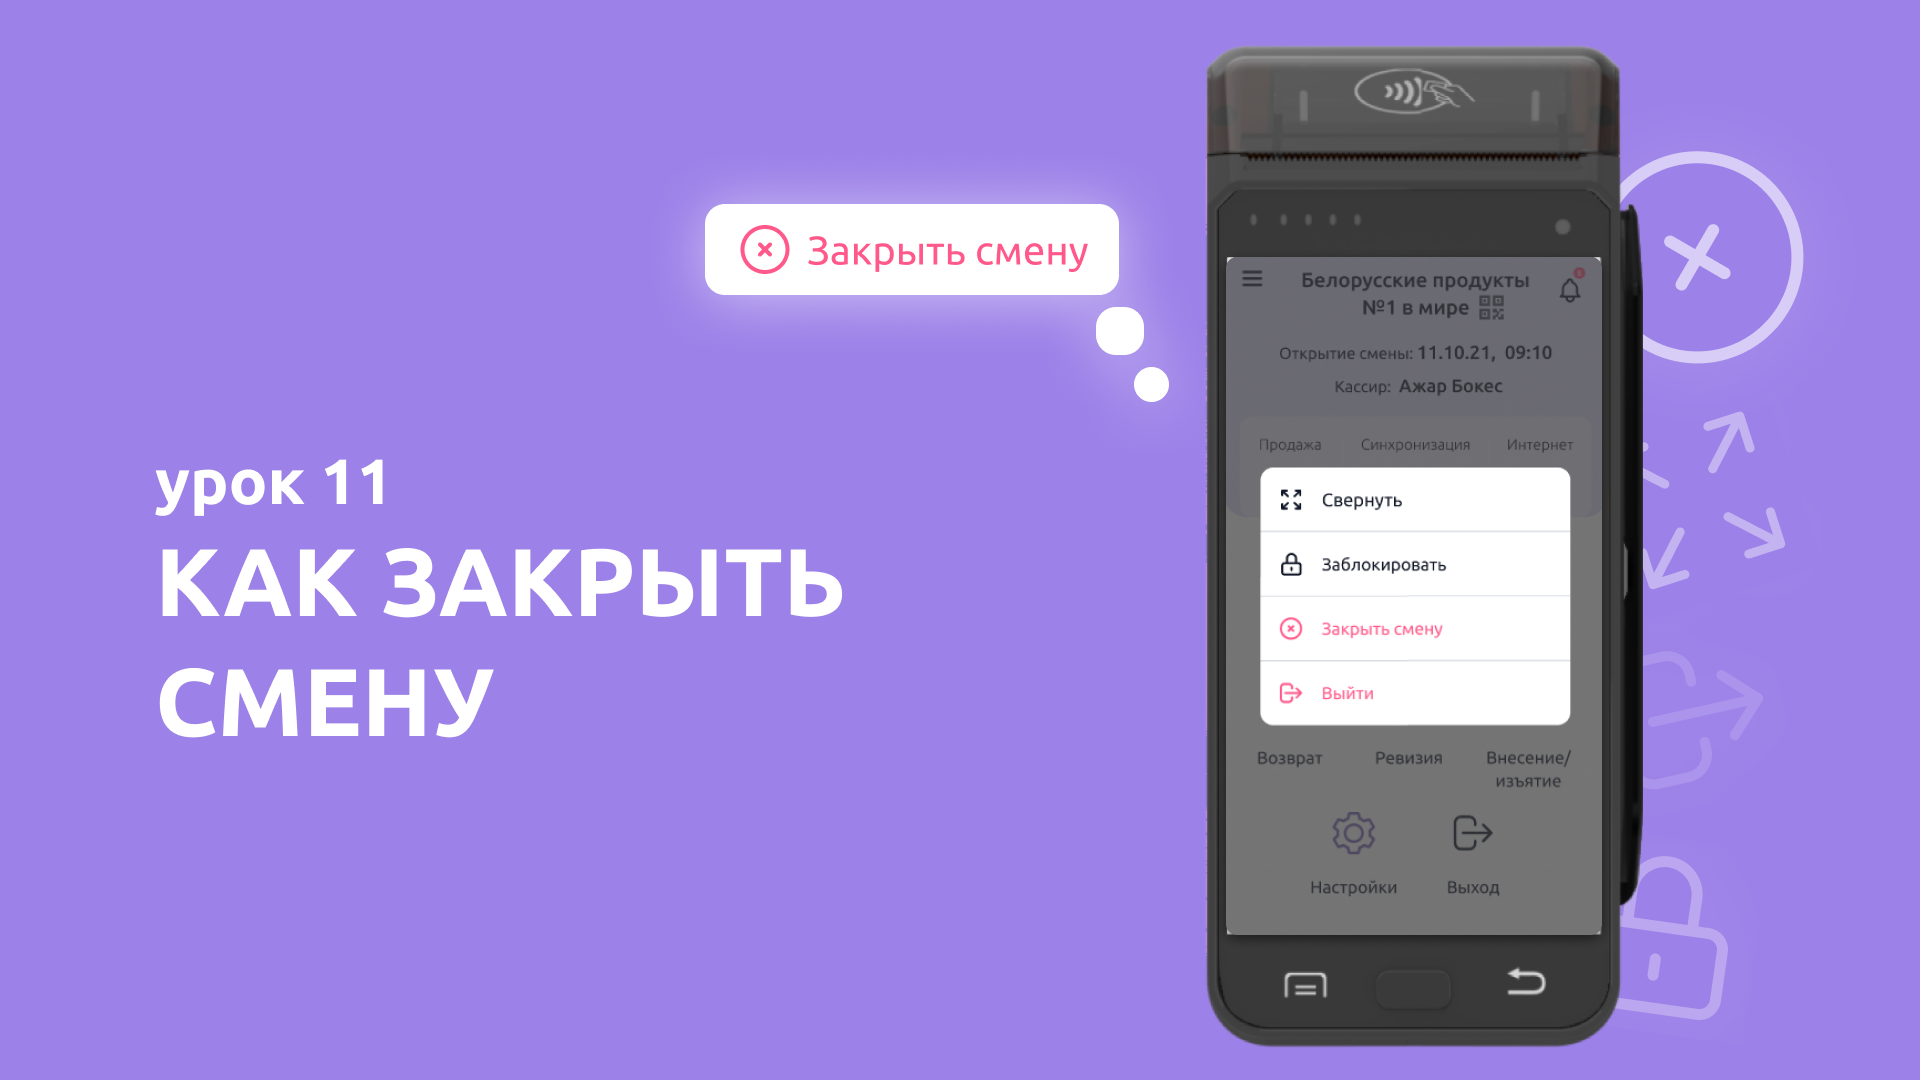 Закрыть смену
урок 11
КАК ЗАКРЫТЬ
СМЕНУ
Белорусские продукты
№1 в мире
Открытие смены: 11.10.21, 09:10
Кассир: Ажар Бокес
Продажа Синхронизация Интернет
Свернуть
Заблокировать
Закрыть смену
Выйти
Возврат Ревизия Внесение/
изъятие
Настройки Выход